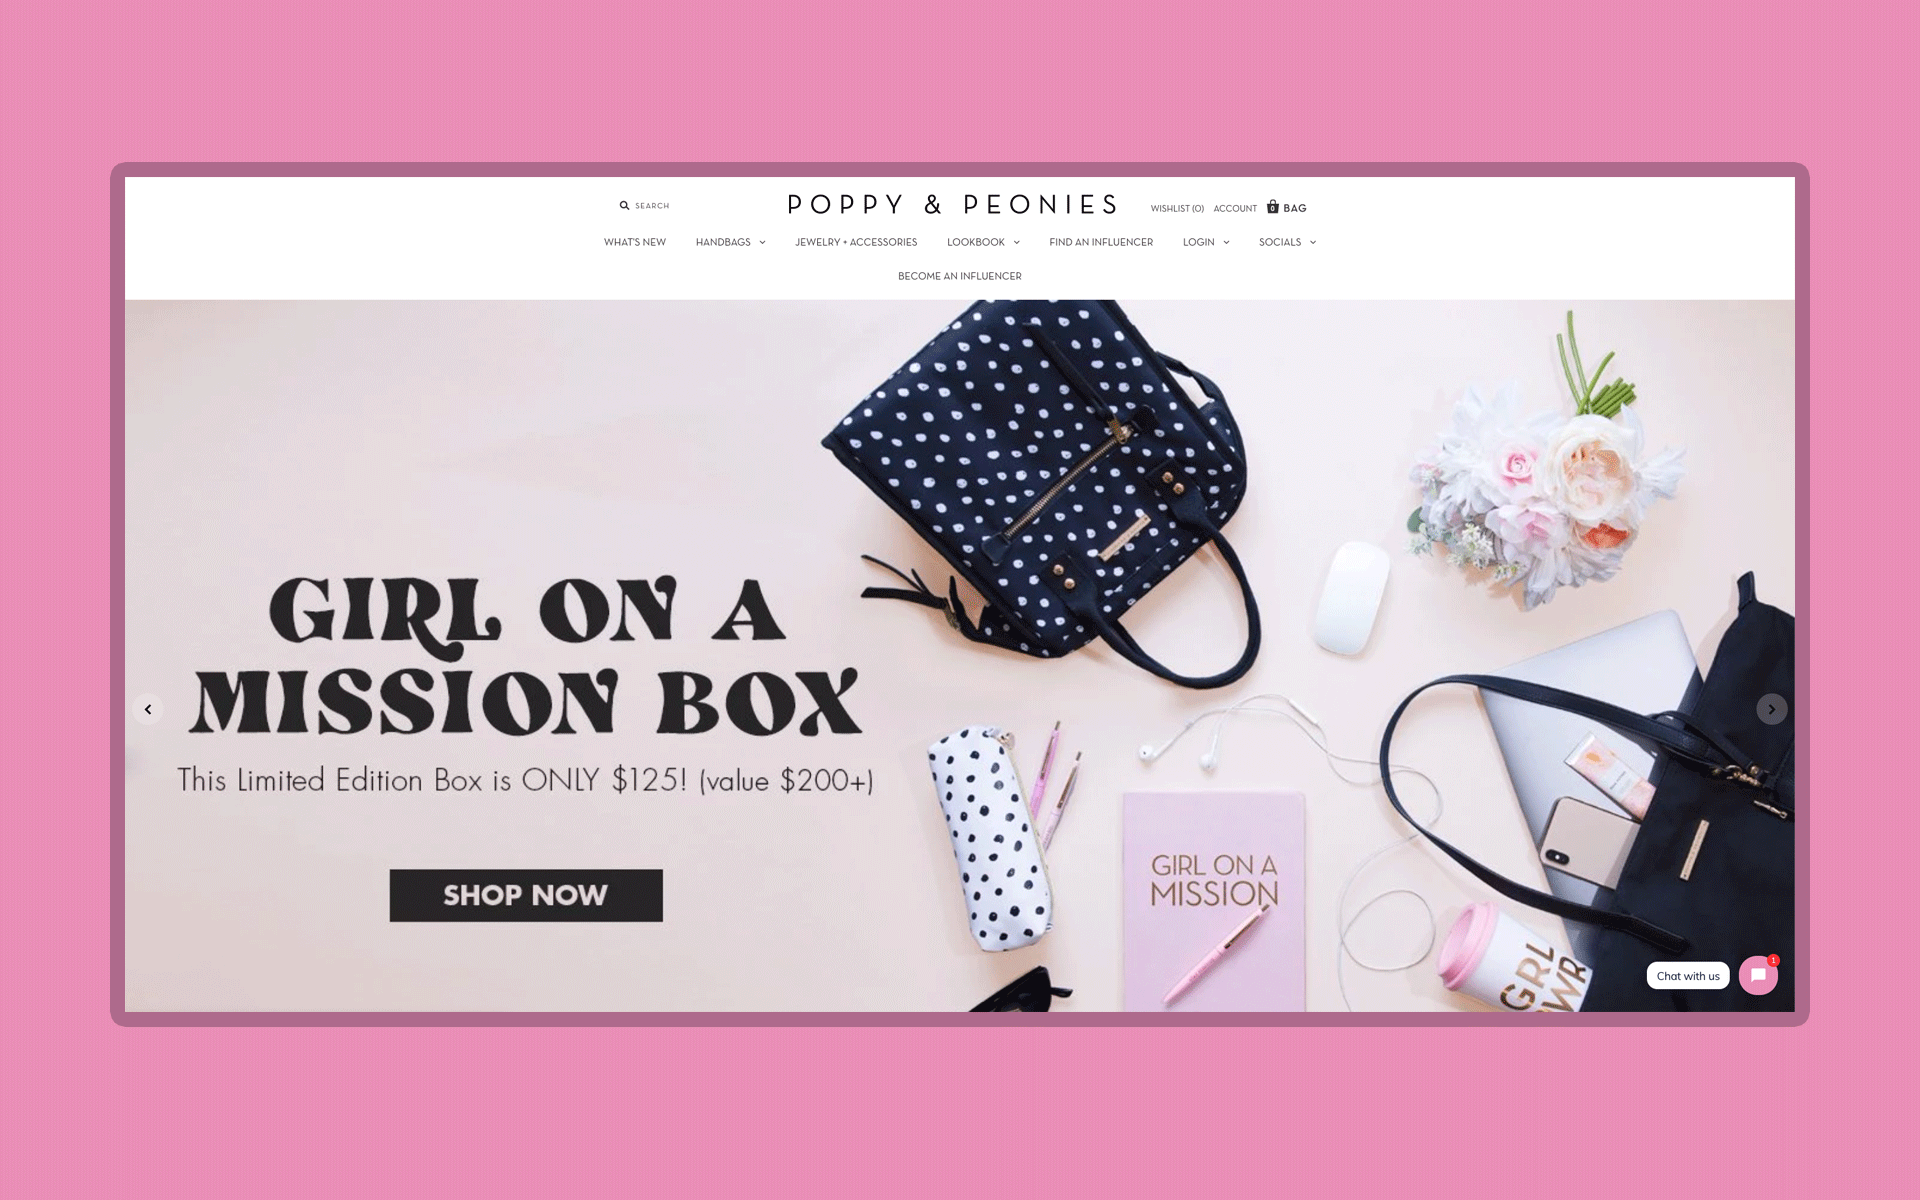 SEARCH
POPPY & PEONIES
WISHLIST (0) ACCOUNT 0 BAG
WHAT'S NEW HANDBAGS JEWELRY + ACCESSORIES LOOKBOOK FIND AN INFLUENCER LOGIN SOCIALS
BECOME AN INFLUENCER
GIRL ON A
MISSION BOX
This Limited Edition Box is ONLY $125! (value $200+)
SHOP NOW
GIRL ON A
MISSION
GRL
PWR
Chat with us
1